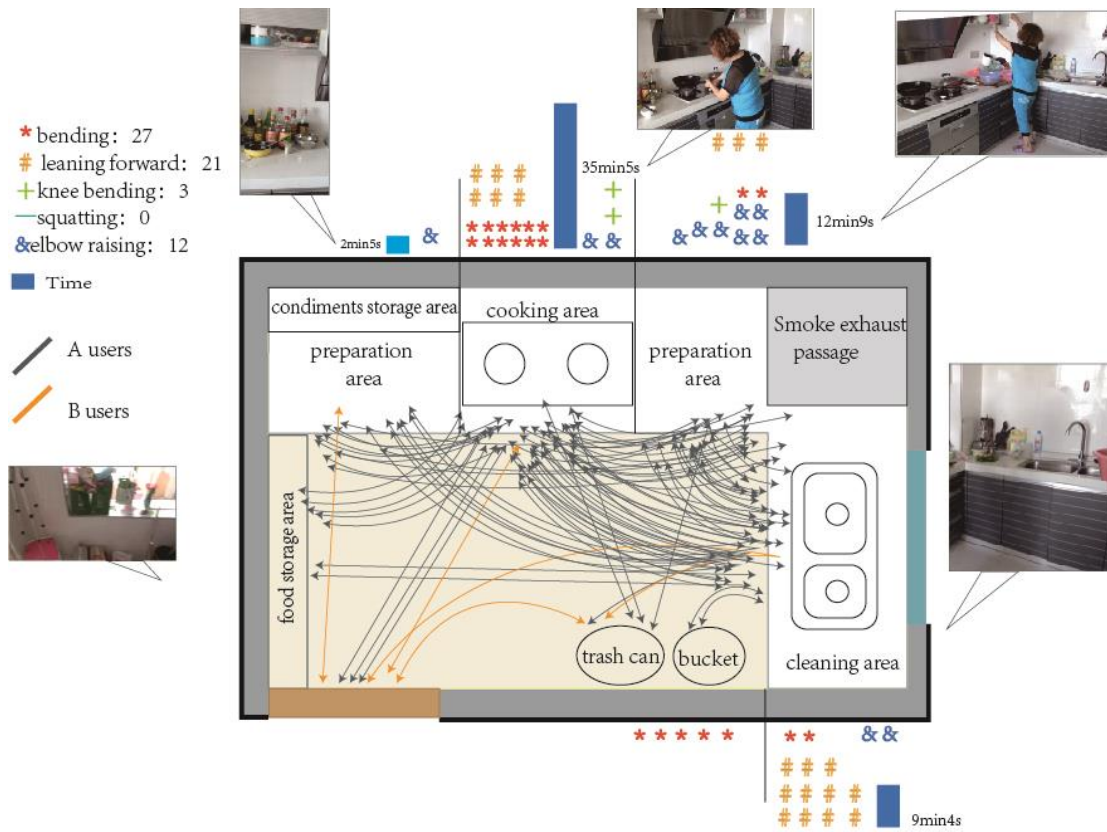 * bending: 27
# leaning forward: 21
+ knee bending: 3
— squatting: 0
& elbow raising: 12
Time
A users
B users
2min5s
&
# # #
# # #
******
******
35min5s
+
+
& &
# # #
* *
+ & &
& & & & &
12min9s
condiments storage area
preparation
area
cooking area
preparation
area
Smoke exhaust
passage
food storage area
trash can
bucket
cleaning area
* * * * *
* *
& &
# # #
# # # #
# # # #
9min4s